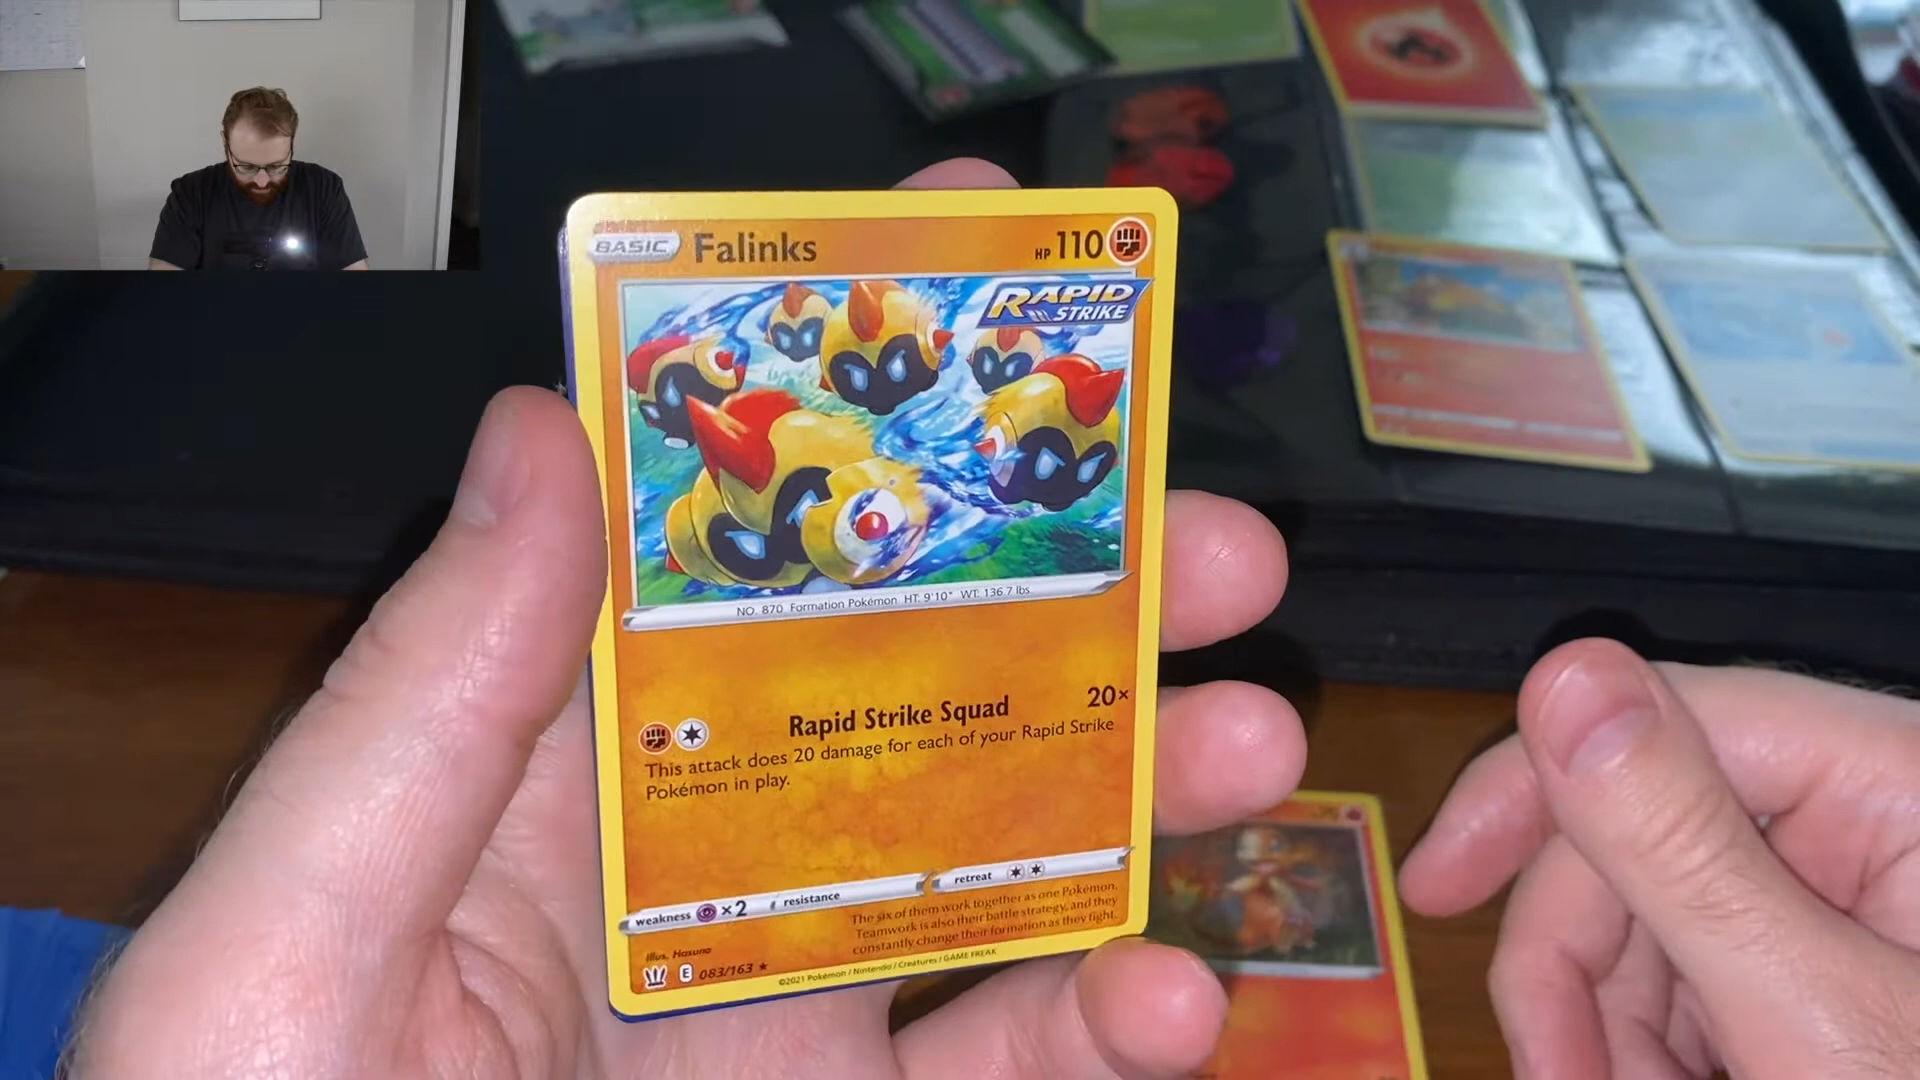 BASIC Falinks HP 110
RAPID
STRIKE
NO. 870 Formation Pokémon HT: 9'10" WT: 136.7 lbs
Rapid Strike Squad 20×
This attack does 20 damage for each of your Rapid Strike
Pokémon in play.
weakness ×2 resistance retreat
The six of them work together as one Pokémon.
Teamwork is also their battle strategy, and they
constantly change their formation as they fight.
Illus. Hasuno
E 083/163 ★
©2021 Pokémon / Nintendo / Creatures / GAME FREAK